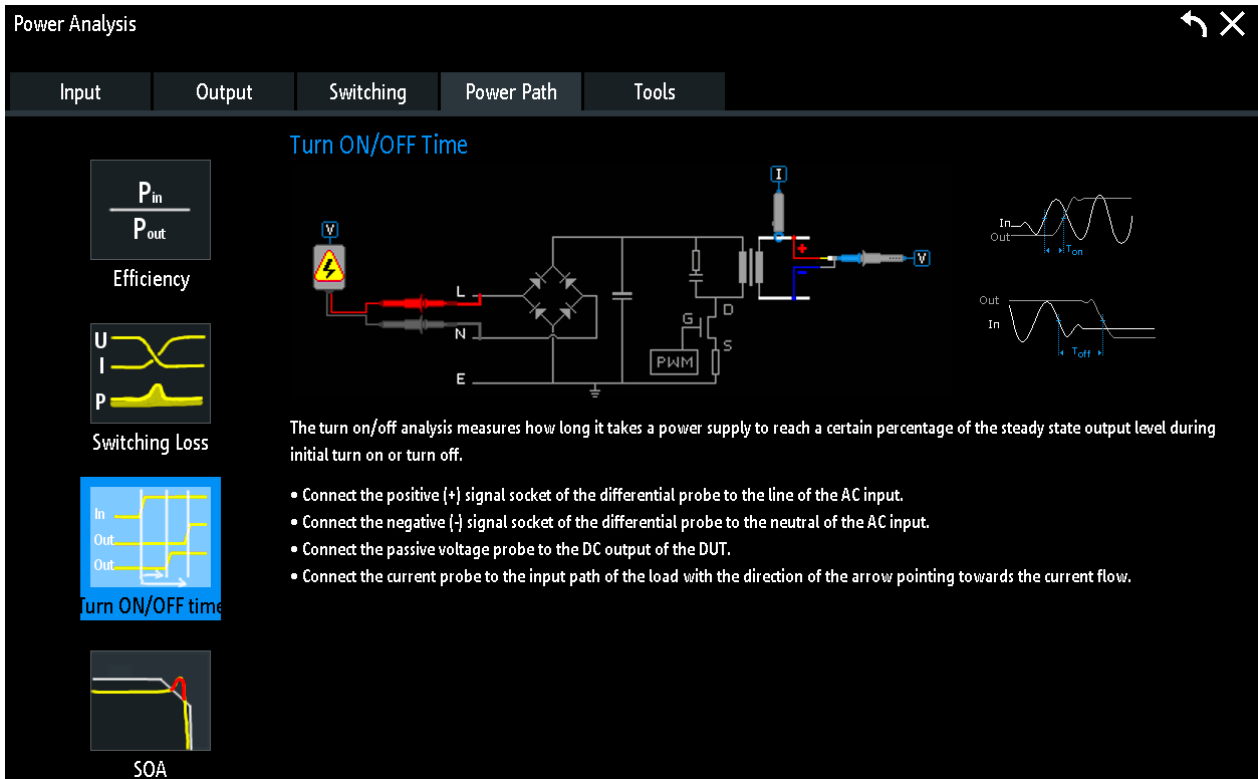 Power Analysis
Input
Output
Switching
Power Path
Tools
Pin
Pout
Efficiency
U
I
P
Switching Loss
In
Out
Out
Turn ON/OFF time
SOA
Turn ON/OFF Time
V
I
V
L
N
E
+
-
G
D
S
PWM
In
Out
Ton
Out
In
Toff
The turn on/off analysis measures how long it takes a power supply to reach a certain percentage of the steady state output level during
initial turn on or turn off.
• Connect the positive (+) signal socket of the differential probe to the line of the AC input.
• Connect the negative (-) signal socket of the differential probe to the neutral of the AC input.
• Connect the passive voltage probe to the DC output of the DUT.
• Connect the current probe to the input path of the load with the direction of the arrow pointing towards the current flow.